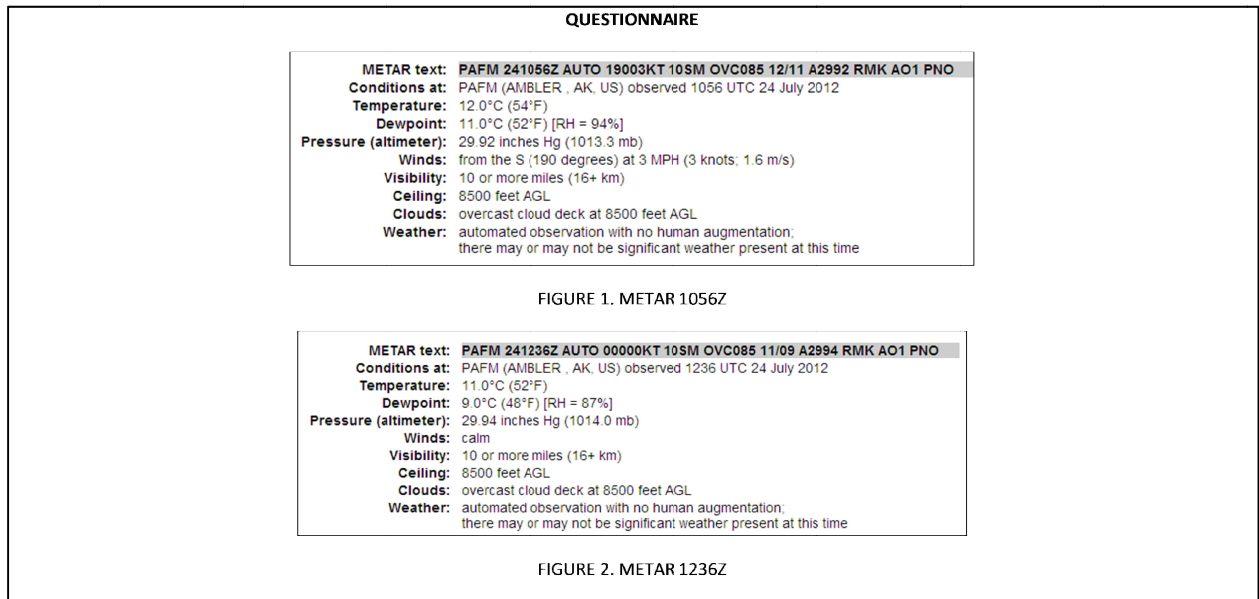 QUESTIONNAIRE
METAR text: PAFM 241056Z AUTO 19003KT 10SM OVC085 12/11 A2992 RMK AO1 PNO
Conditions at: PAFM (AMBLER , AK, US) observed 1056 UTC 24 July 2012
Temperature: 12.0°C (54°F)
Dewpoint: 11.0°C (52°F) [RH = 94%]
Pressure (altimeter): 29.92 inches Hg (1013.3 mb)
Winds: from the S (190 degrees) at 3 MPH (3 knots; 1.6 m/s)
Visibility: 10 or more miles (16+ km)
Ceiling: 8500 feet AGL
Clouds: overcast cloud deck at 8500 feet AGL
Weather: automated observation with no human augmentation;
there may or may not be significant weather present at this time
FIGURE 1. METAR 1056Z
METAR text: PAFM 241236Z AUTO 00000KT 10SM OVC085 11/09 A2994 RMK AO1 PNO
Conditions at: PAFM (AMBLER , AK, US) observed 1236 UTC 24 July 2012
Temperature: 11.0°C (52°F)
Dewpoint: 9.0°C (48°F) [RH = 87%]
Pressure (altimeter): 29.94 inches Hg (1014.0 mb)
Winds: calm
Visibility: 10 or more miles (16+ km)
Ceiling: 8500 feet AGL
Clouds: overcast cloud deck at 8500 feet AGL
Weather: automated observation with no human augmentation;
there may or may not be significant weather present at this time
FIGURE 2. METAR 1236Z